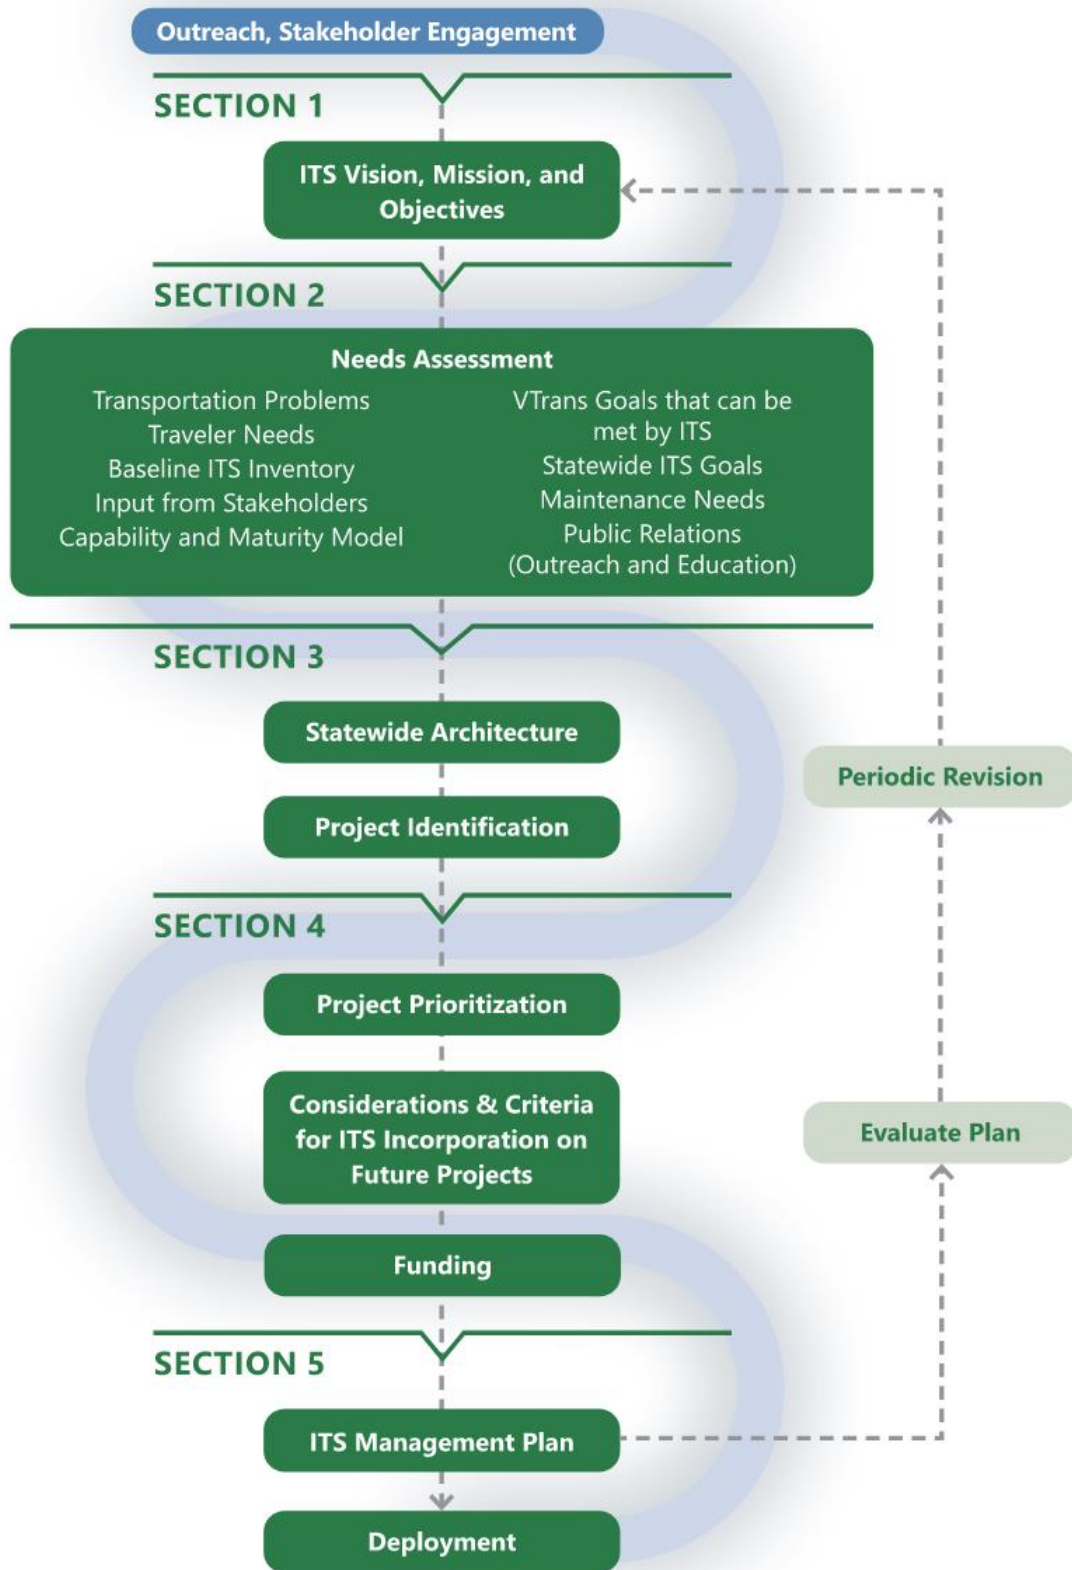 Outreach, Stakeholder Engagement
SECTION 1
ITS Vision, Mission, and
Objectives
SECTION 2
Needs Assessment
Transportation Problems
Traveler Needs
Baseline ITS Inventory
Input from Stakeholders
Capability and Maturity Model
VTrans Goals that can be
met by ITS
Statewide ITS Goals
Maintenance Needs
Public Relations
(Outreach and Education)
SECTION 3
Statewide Architecture
Project Identification
Periodic Revision
SECTION 4
Project Prioritization
Considerations & Criteria
for ITS Incorporation on
Future Projects
Evaluate Plan
Funding
SECTION 5
ITS Management Plan
Deployment